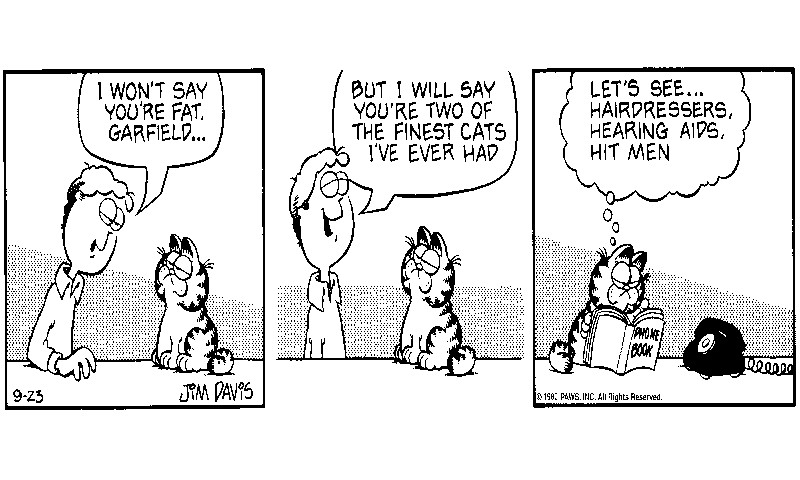 I WON'T SAY
YOU'RE FAT,
GARFIELD...
9-23
JIM DAVIS
BUT I WILL SAY
YOU'RE TWO OF
THE FINEST CATS
I'VE EVER HAD
LET'S SEE...
HAIRDRESSERS,
HEARING AIDS,
HIT MEN
PHONE
BOOK
© PAWS, INC. All Rights Reserved.